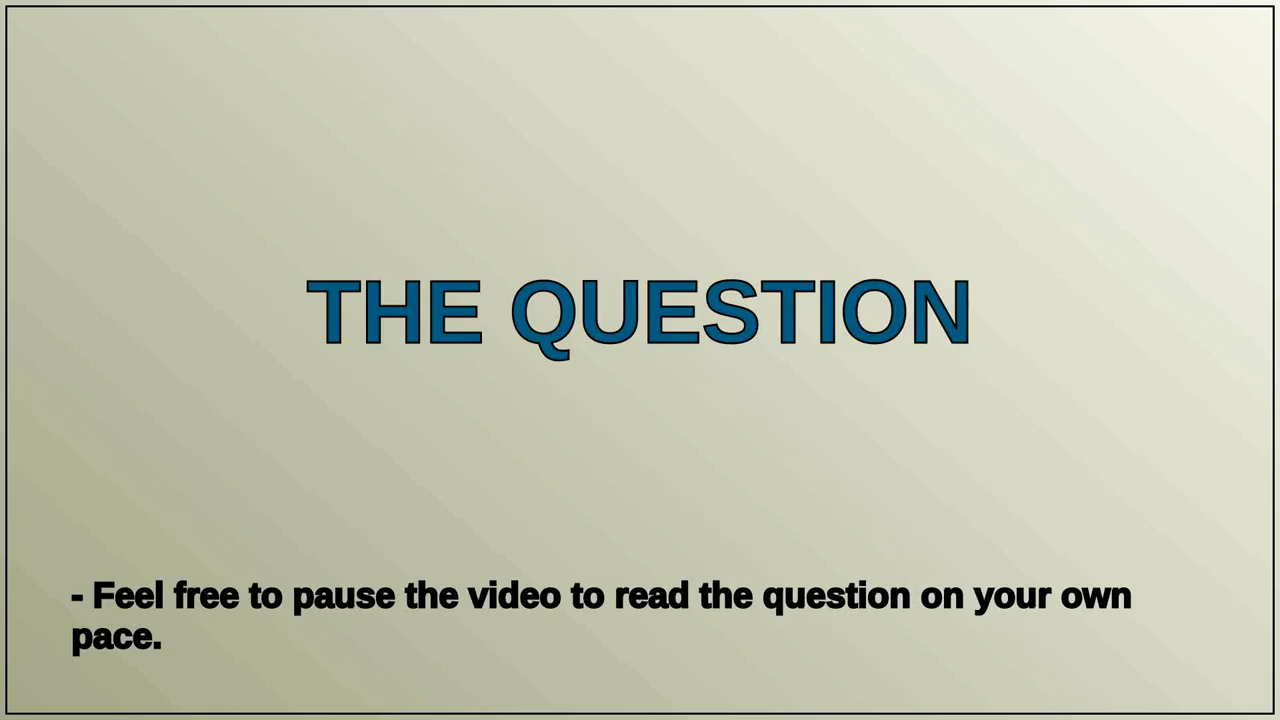 THE QUESTION
- Feel free to pause the video to read the question on your own
pace.